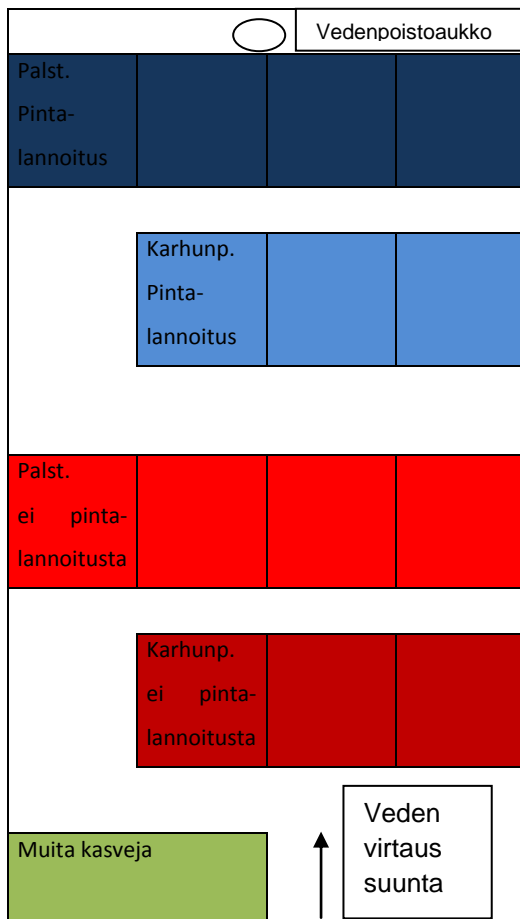 Vedenpoistoaukko
Palst.
Pinta-
lannoitus
Karhunp.
Pinta-
lannoitus
Palst.
ei pinta-
lannoitusta
Karhunp.
ei pinta-
lannoitusta
Veden
virtaus
suunta
Muita kasveja